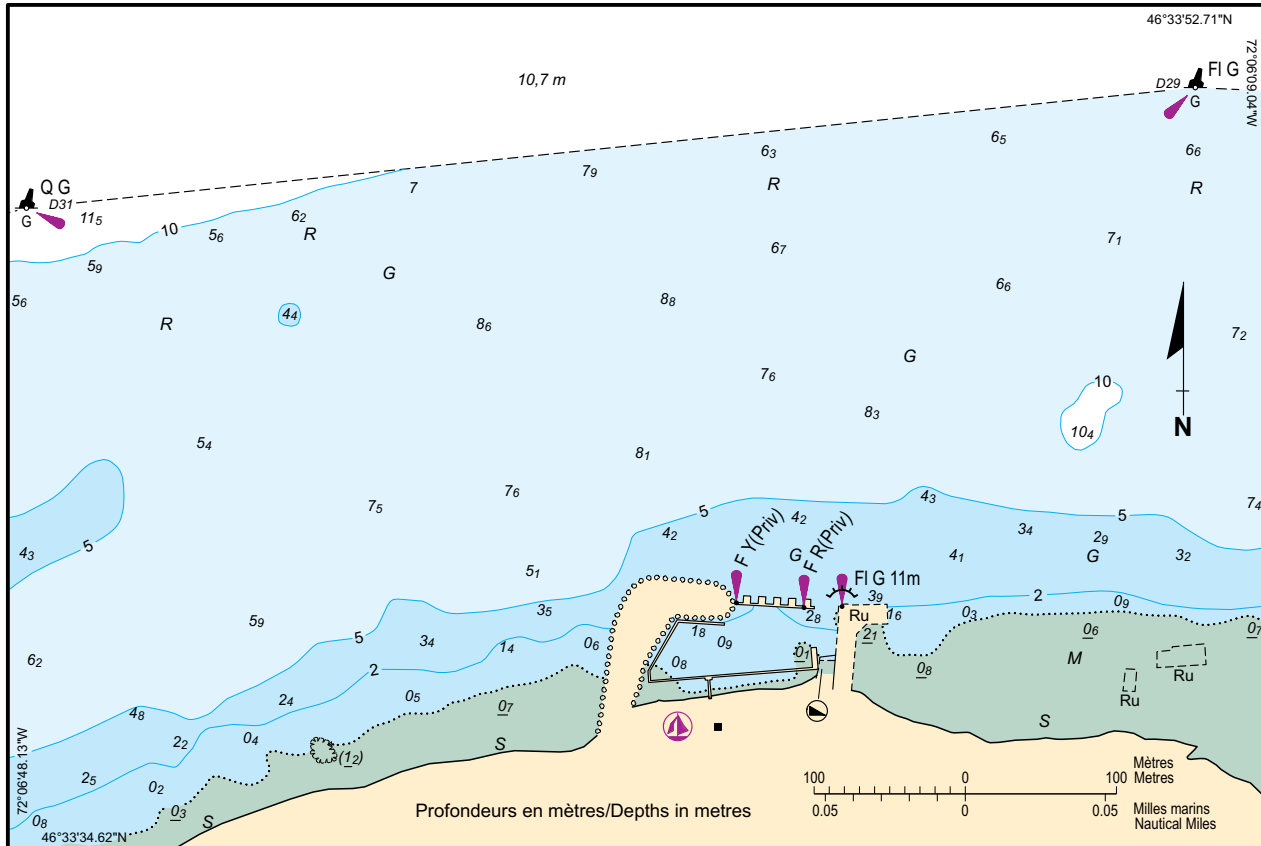 46°33'52.71"N
72°06'09.04"W
10,7 m
D29
Fl G
G
6₃
6₅
6₆
7₉
R
R
7
Q G
D31
G
11₅
10
6₂
5₆
R
6₇
7₁
5₉
G
6₆
5₆
4₄
8₈
R
8₆
7₂
G
7₆
10
8₃
10₄
N
5₄
8₁
7₆
7₅
4₃
7₄
5
4₂
5
4₂
3₄
2₉
F Y(Priv)
G
F R(Priv)
4₃
5
4₁
G
3₂
5₁
Fl G 11m
3₉
2
0₉
3₅
2₈
Ru
1₆
0₃
5₉
1₈
2₁
0₆
0₇
5
3₄
1₄
0₆
0₉
0₁
6₂
0₈
0₈
M
Ru
2
Ru
0₅
2₄
0₇
4₈
S
2₂
0₄
S
(1₂)
2₅
0₂
0₃
0₈
S
72°06'48.13"W
46°33'34.62"N
Profondeurs en mètres/Depths in metres
Mètres
Metres
100 0 100
0.05 0 0.05
Milles marins
Nautical Miles